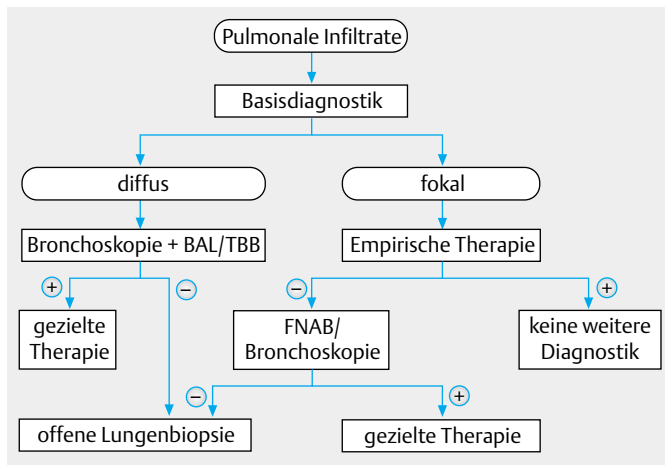 Pulmonale Infiltrate
Basisdiagnostik
diffus
fokal
Bronchoskopie + BAL/TBB
Empirische Therapie
+
−
−
+
gezielte
Therapie
FNAB/
Bronchoskopie
keine weitere
Diagnostik
−
+
offene Lungenbiopsie
gezielte Therapie